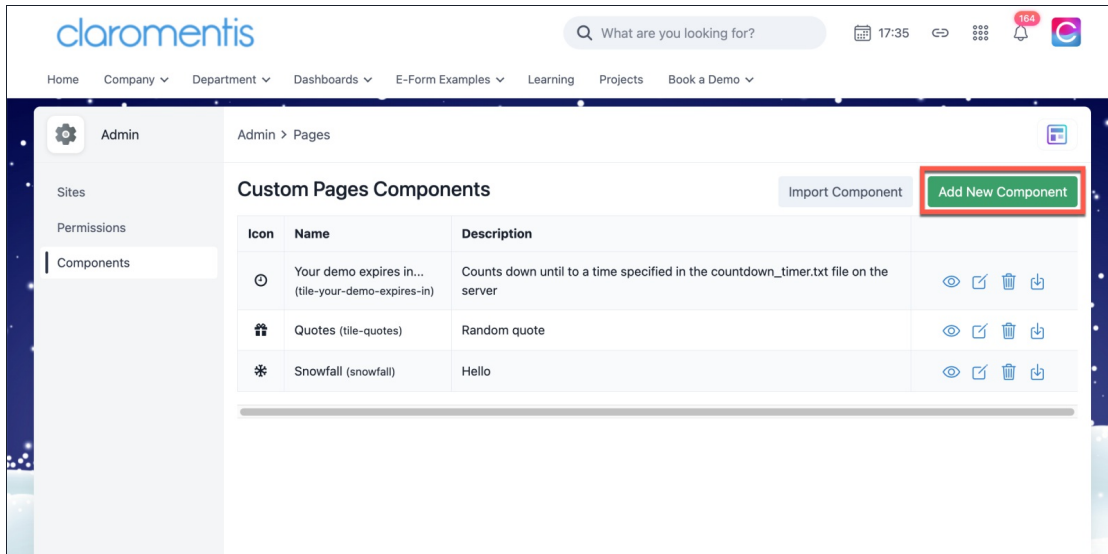 claromentis
What are you looking for?
17:35
164
Home Company Department Dashboards E-Form Examples Learning Projects Book a Demo
Admin
Admin > Pages
Sites
Permissions
Components
Custom Pages Components
Import Component
Add New Component
Icon Name Description
Your demo expires in... Counts down until to a time specified in the countdown_timer.txt file on the
(tile-your-demo-expires-in) server
Quotes (tile-quotes) Random quote
Snowfall (snowfall) Hello